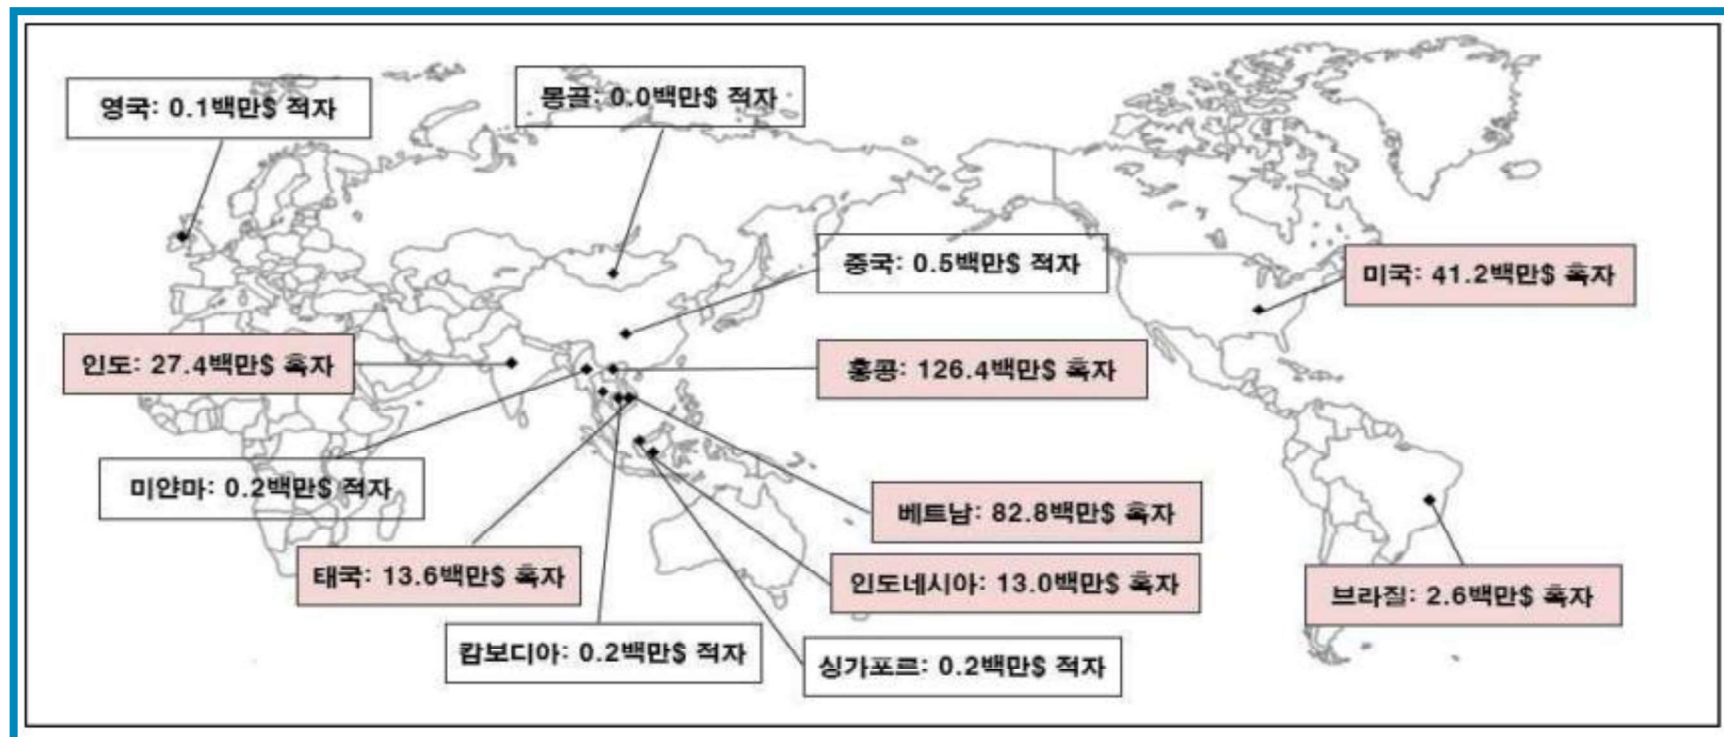 영국: 0.1백만$ 적자
몽골: 0.0백만$ 적자
중국: 0.5백만$ 적자
미국: 41.2백만$ 흑자
인도: 27.4백만$ 흑자
홍콩: 126.4백만$ 흑자
미얀마: 0.2백만$ 적자
베트남: 82.8백만$ 흑자
태국: 13.6백만$ 흑자
인도네시아: 13.0백만$ 흑자
브라질: 2.6백만$ 흑자
캄보디아: 0.2백만$ 적자
싱가포르: 0.2백만$ 적자